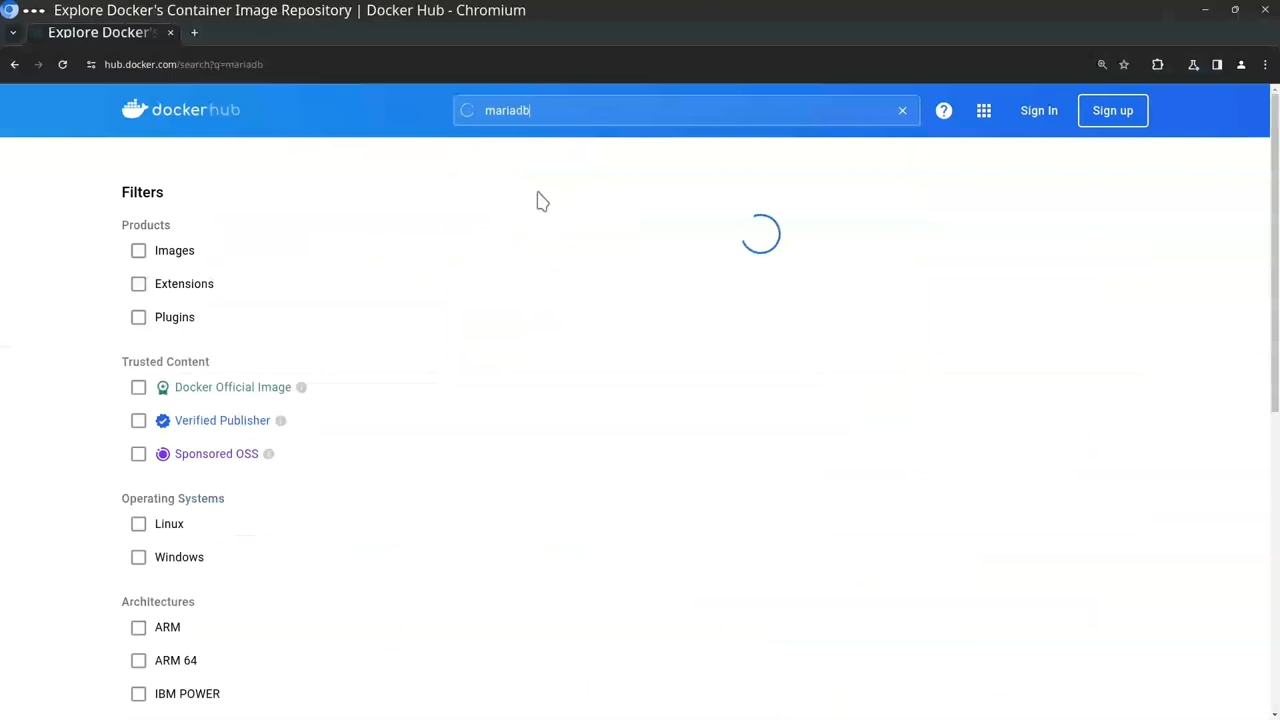 Explore Docker's Container Image Repository | Docker Hub - Chromium
Explore Docker's
hub.docker.com/search?q=mariadb
dockerhub
mariadb
Sign In
Sign up
Filters
Products
Images
Extensions
Plugins
Trusted Content
Docker Official Image
Verified Publisher
Sponsored OSS
Operating Systems
Linux
Windows
Architectures
ARM
ARM 64
IBM POWER